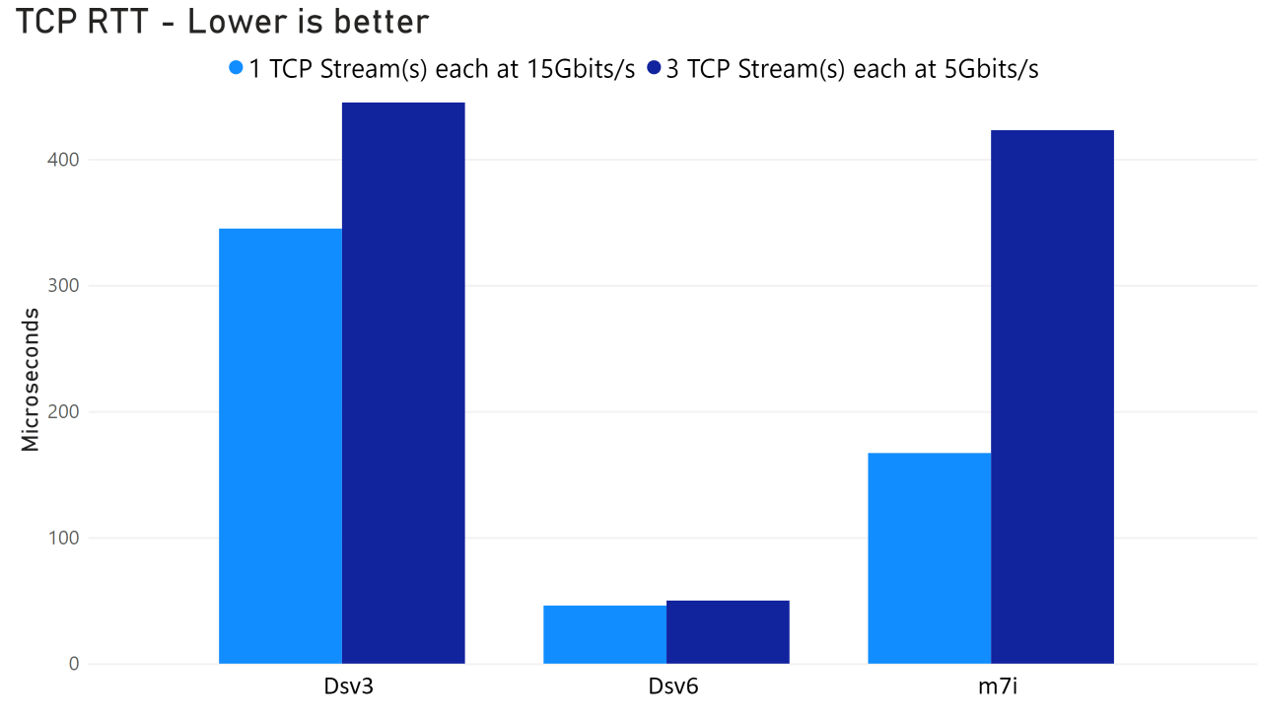 TCP RTT - Lower is better
1 TCP Stream(s) each at 15Gbits/s 3 TCP Stream(s) each at 5Gbits/s
Microseconds
400
300
200
100
0
Dsv3 Dsv6 m7i